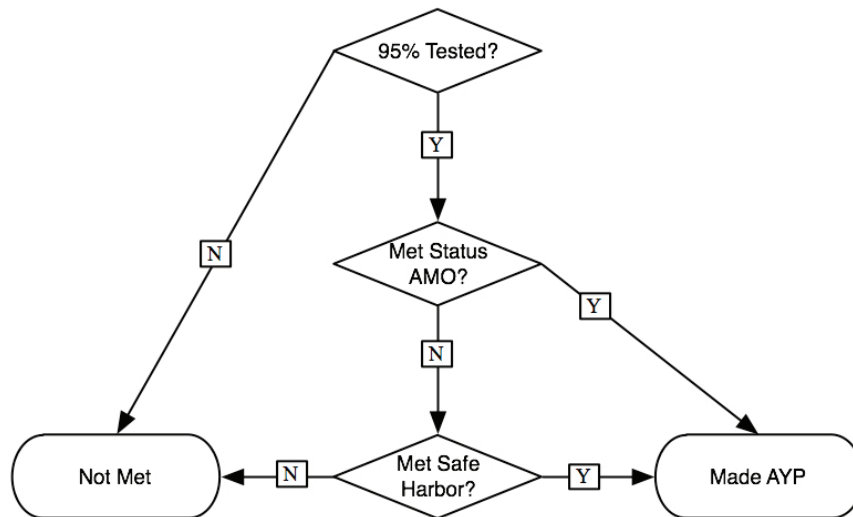 95% Tested?
Y
N
Met Status
AMO?
Y
N
Not Met
N
Met Safe
Harbor?
Y
Made AYP